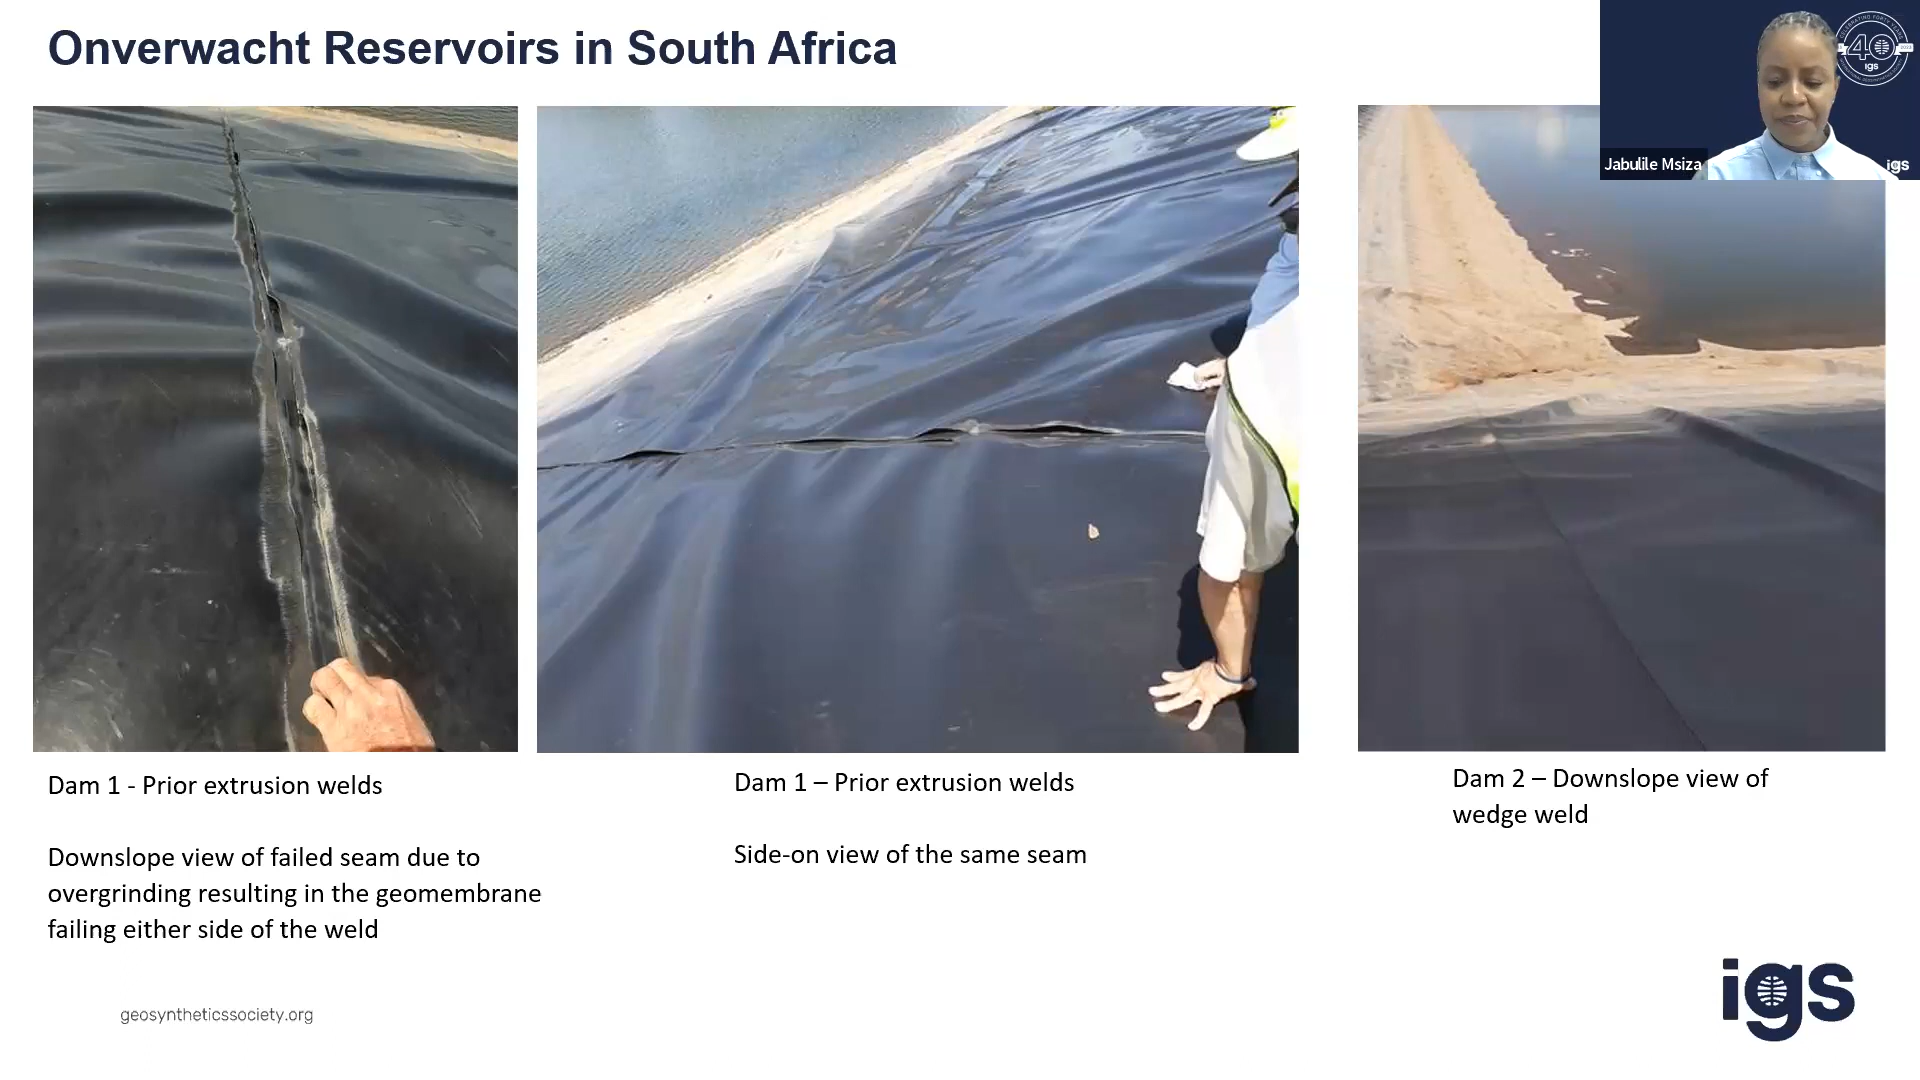 Onverwacht Reservoirs in South Africa
40
igs
Jabulile Msiza
igs
Dam 1 - Prior extrusion welds
Downslope view of failed seam due to
overgrinding resulting in the geomembrane
failing either side of the weld
Dam 1 – Prior extrusion welds
Side-on view of the same seam
Dam 2 – Downslope view of
wedge weld
geosyntheticssociety.org
igs